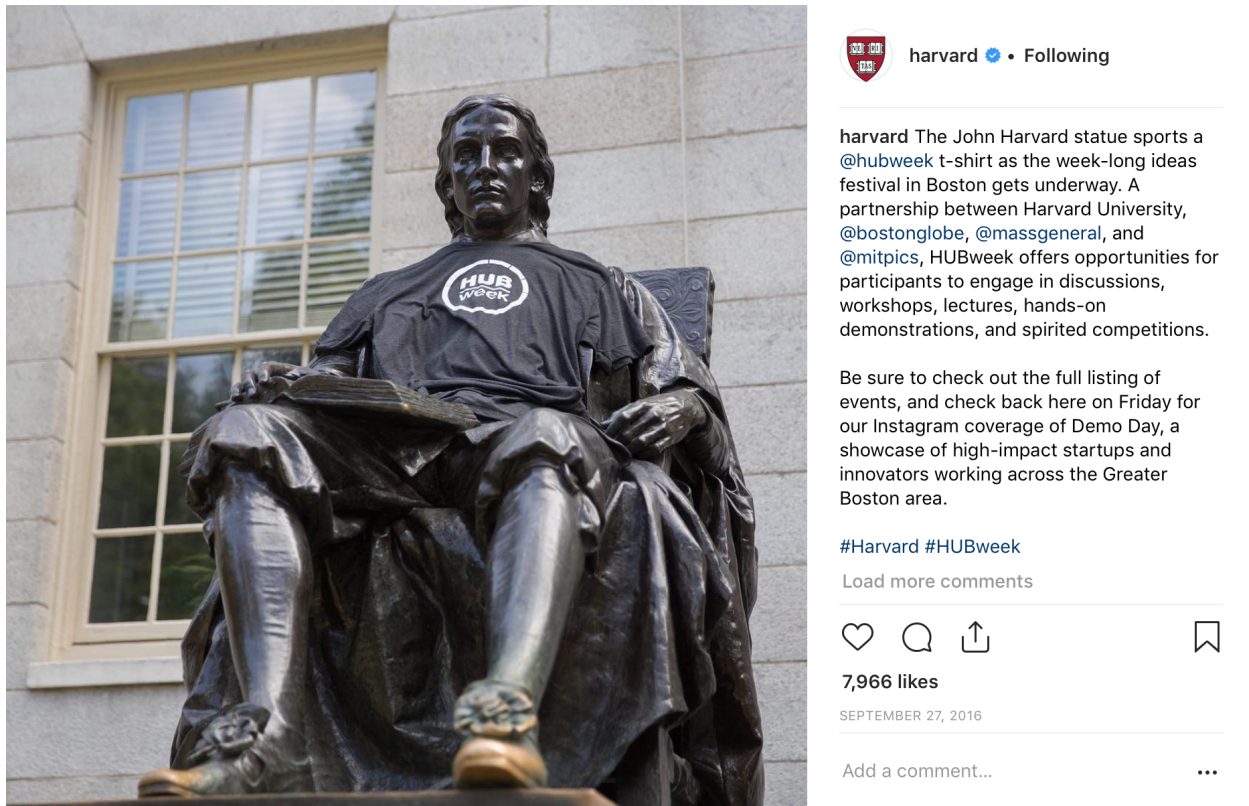 HUB
week
VE RI
TAS
harvard • Following
harvard The John Harvard statue sports a
@hubweek t-shirt as the week-long ideas
festival in Boston gets underway. A
partnership between Harvard University,
@bostonglobe, @massgeneral, and
@mitpics, HUBweek offers opportunities for
participants to engage in discussions,
workshops, lectures, hands-on
demonstrations, and spirited competitions.
Be sure to check out the full listing of
events, and check back here on Friday for
our Instagram coverage of Demo Day, a
showcase of high-impact startups and
innovators working across the Greater
Boston area.
#Harvard #HUBweek
Load more comments
7,966 likes
SEPTEMBER 27, 2016
Add a comment...